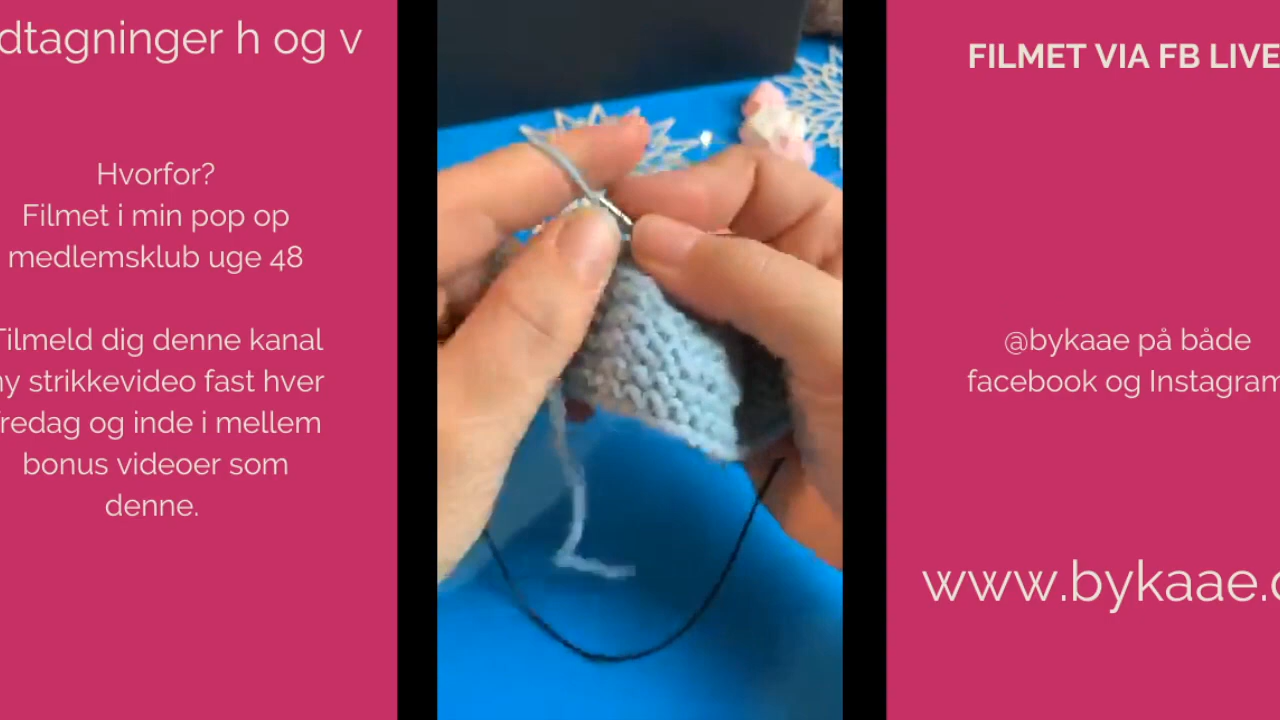 dtagninger h og v
Hvorfor?
Filmet i min pop op
medlemsklub uge 48
Tilmeld dig denne kanal
ny strikkevideo fast hver
fredag og inde i mellem
bonus videoer som
denne.
FILMET VIA FB LIVE
@bykaae på både
facebook og Instagram
www.bykaae.